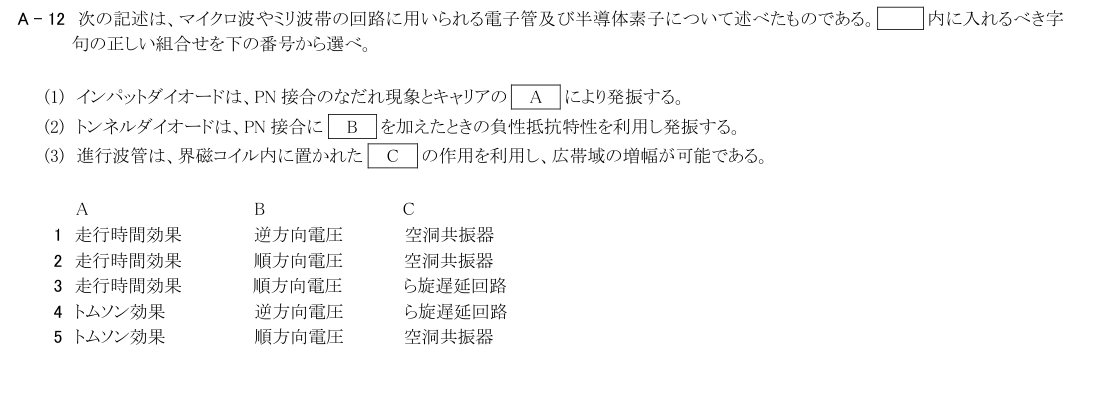 A－12 次の記述は、マイクロ波やミリ波帯の回路に用いられる電子管及び半導体素子について述べたものである。 内に入れるべき字
句の正しい組合せを下の番号から選べ。
(1) インパットダイオードは、PN 接合のなだれ現象とキャリアの A により発振する。
(2) トンネルダイオードは、PN 接合に B を加えたときの負性抵抗特性を利用し発振する。
(3) 進行波管は、界磁コイル内に置かれた C の作用を利用し、広帯域の増幅が可能である。
A B C
1 走行時間効果 逆方向電圧 空洞共振器
2 走行時間効果 順方向電圧 空洞共振器
3 走行時間効果 順方向電圧 ら旋遅延回路
4 トムソン効果 逆方向電圧 ら旋遅延回路
5 トムソン効果 順方向電圧 空洞共振器